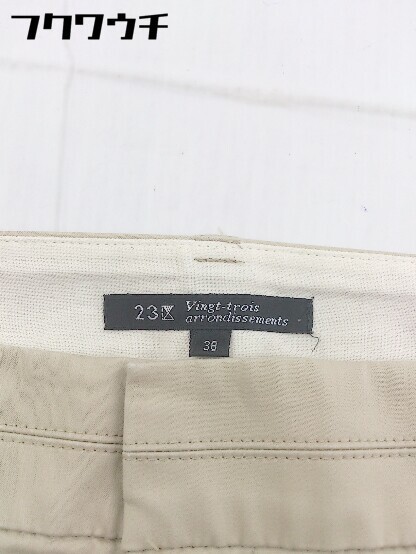 フクワウチ
23区 Vingt-trois
arrondissements
38